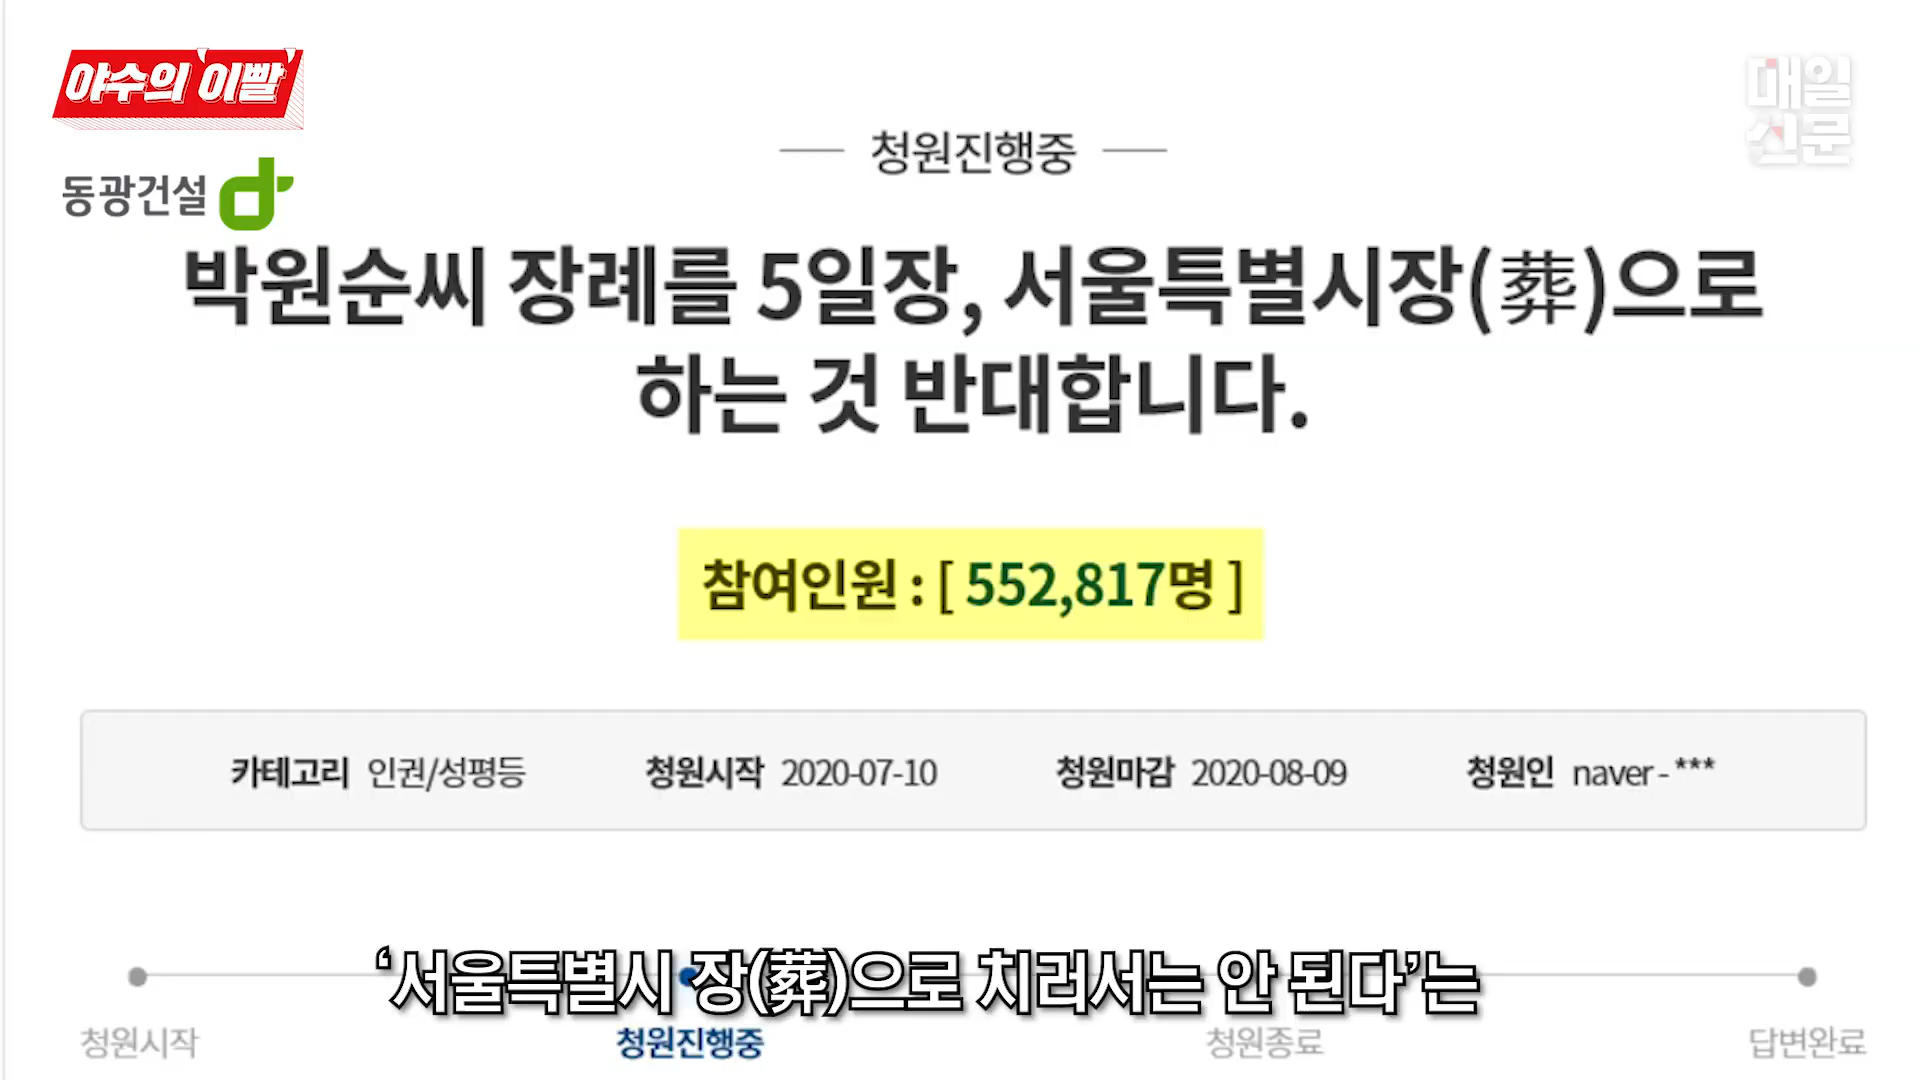 야수의 '이빨'
매일
신문
동광건설
청원진행중
박원순씨 장례를 5일장, 서울특별시장(葬)으로
하는 것 반대합니다.
참여인원 : [ 552,817명 ]
카테고리 인권/성평등 청원시작 2020-07-10 청원마감 2020-08-09 청원인 naver - ***
‘서울특별시 장(葬)으로 치러서는 안 된다’는
청원시작 청원진행중 청원종료 답변완료